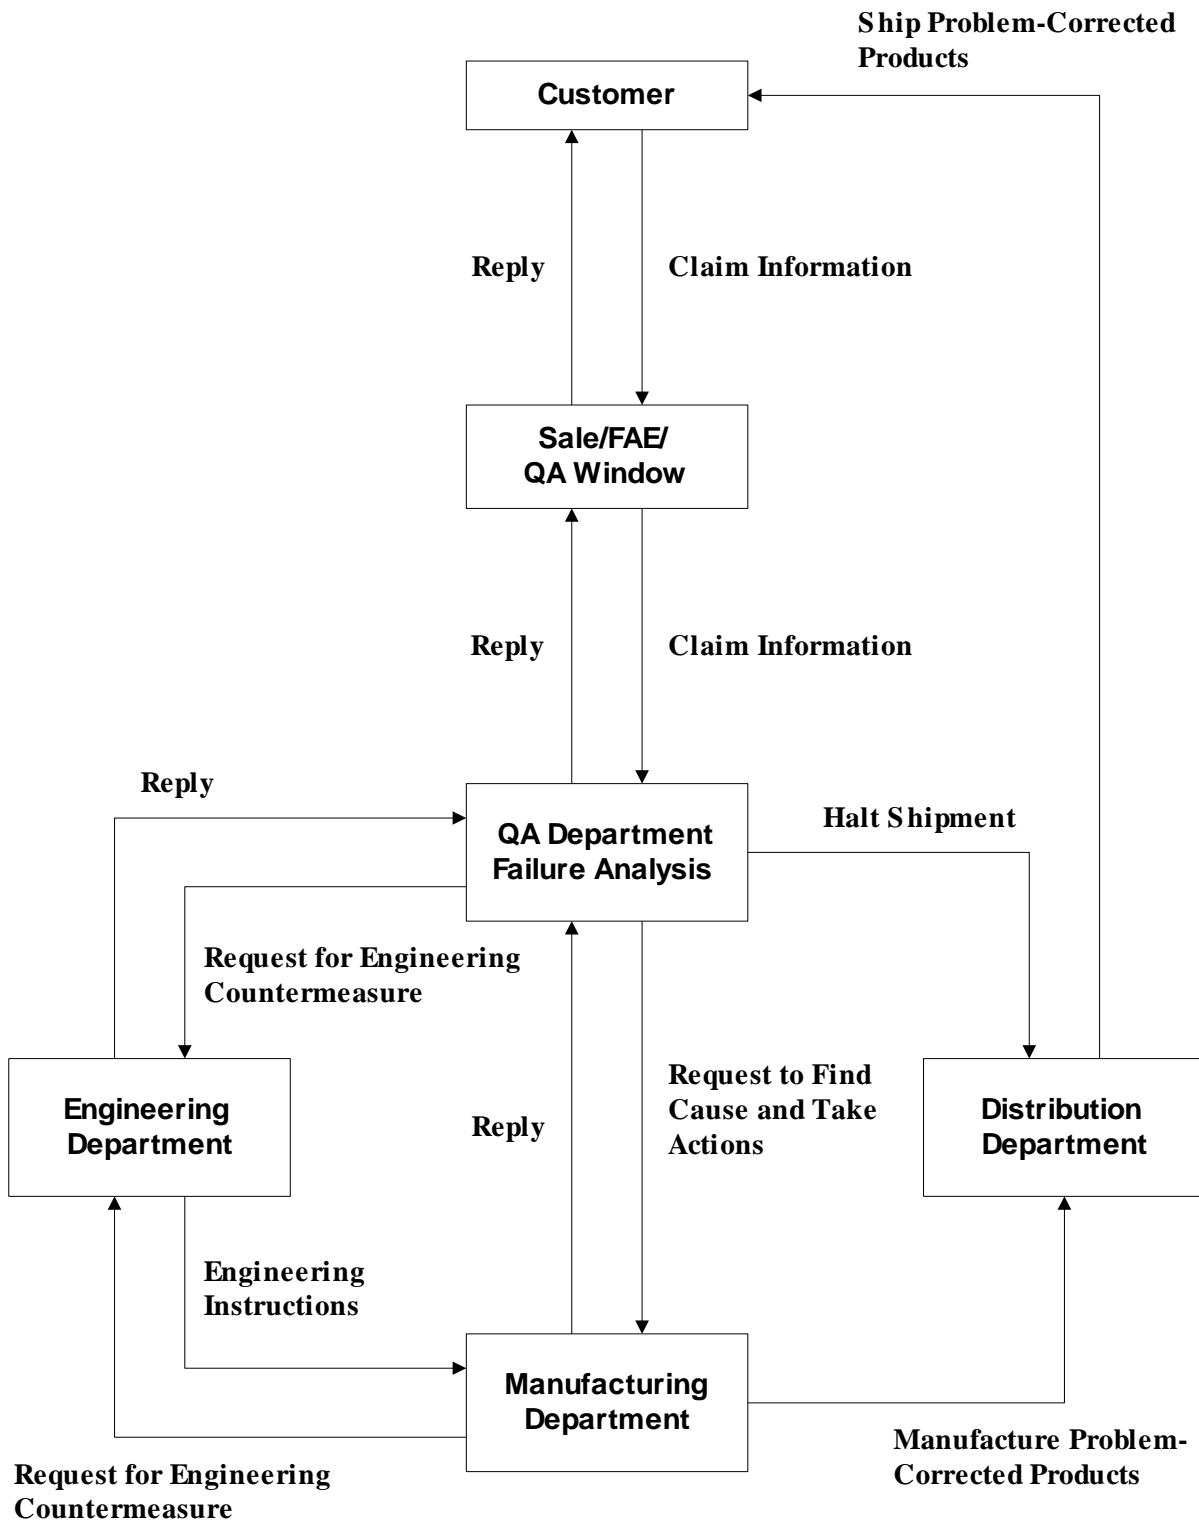 Ship Problem-Corrected
Products
Customer
Reply
Claim Information
Sale/FAE/
QA Window
Reply
Claim Information
Reply
Halt Shipment
QA Department
Failure Analysis
Request for Engineering
Countermeasure
Engineering
Department
Reply
Request to Find
Cause and Take
Actions
Distribution
Department
Engineering
Instructions
Manufacturing
Department
Manufacture Problem-
Corrected Products
Request for Engineering
Countermeasure